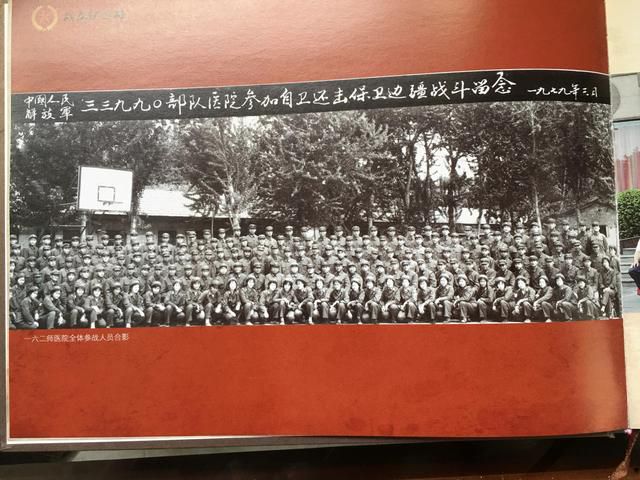 中国人民
解放军
三三九九〇部队医院参加自卫还击保卫边疆战斗留念
一九七九年三月
一六二师医院全体参战人员合影